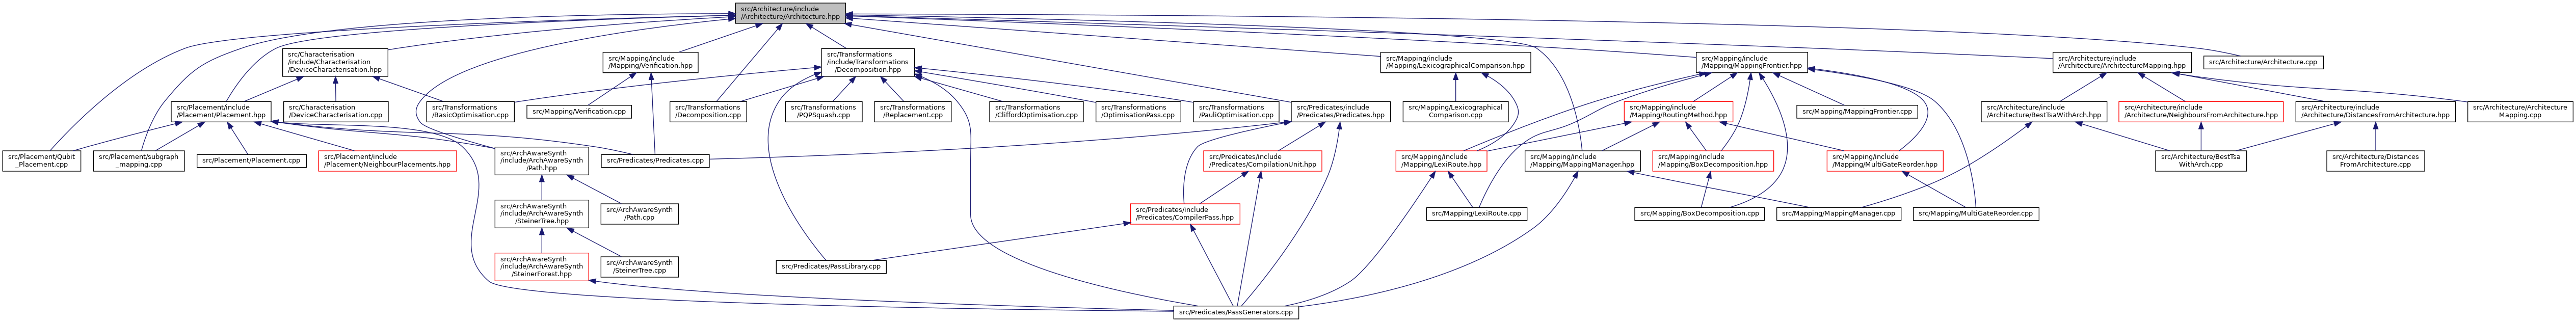 src/Architecture/include
/Architecture/Architecture.hpp
src/Characterisation
/include/Characterisation
/DeviceCharacterisation.hpp
src/Mapping/include
/Mapping/Verification.hpp
src/Transformations
/include/Transformations
/Decomposition.hpp
src/Mapping/include
/Mapping/LexicographicalComparison.hpp
src/Mapping/include
/Mapping/MappingFrontier.hpp
src/Architecture/include
/Architecture/ArchitectureMapping.hpp
src/Architecture/Architecture.cpp
src/Placement/include
/Placement/Placement.hpp
src/Characterisation
/DeviceCharacterisation.cpp
src/Transformations
/BasicOptimisation.cpp
src/Mapping/Verification.cpp
src/Transformations
/Decomposition.cpp
src/Transformations
/PQPSquash.cpp
src/Transformations
/Replacement.cpp
src/Transformations
/CliffordOptimisation.cpp
src/Transformations
/OptimisationPass.cpp
src/Transformations
/PauliOptimisation.cpp
src/Predicates/include
/Predicates/Predicates.hpp
src/Mapping/Lexicographical
Comparison.cpp
src/Mapping/include
/Mapping/RoutingMethod.hpp
src/Mapping/MappingFrontier.cpp
src/Architecture/include
/Architecture/BestTsaWithArch.hpp
src/Architecture/include
/Architecture/NeighboursFromArchitecture.hpp
src/Architecture/include
/Architecture/DistancesFromArchitecture.hpp
src/Architecture/Architecture
Mapping.cpp
src/Placement/Qubit
_Placement.cpp
src/Placement/subgraph
_mapping.cpp
src/Placement/Placement.cpp
src/Placement/include
/Placement/NeighbourPlacements.hpp
src/ArchAwareSynth
/include/ArchAwareSynth
/Path.hpp
src/Predicates/Predicates.cpp
src/Predicates/include
/Predicates/CompilationUnit.hpp
src/Mapping/include
/Mapping/LexiRoute.hpp
src/Mapping/include
/Mapping/MappingManager.hpp
src/Mapping/include
/Mapping/BoxDecomposition.hpp
src/Mapping/include
/Mapping/MultiGateReorder.hpp
src/Architecture/BestTsa
WithArch.cpp
src/Architecture/Distances
FromArchitecture.cpp
src/ArchAwareSynth
/include/ArchAwareSynth
/SteinerTree.hpp
src/ArchAwareSynth
/Path.cpp
src/Predicates/include
/Predicates/CompilerPass.hpp
src/Mapping/LexiRoute.cpp
src/Mapping/BoxDecomposition.cpp
src/Mapping/MappingManager.cpp
src/Mapping/MultiGateReorder.cpp
src/ArchAwareSynth
/include/ArchAwareSynth
/SteinerForest.hpp
src/ArchAwareSynth
/SteinerTree.cpp
src/Predicates/PassLibrary.cpp
src/Predicates/PassGenerators.cpp